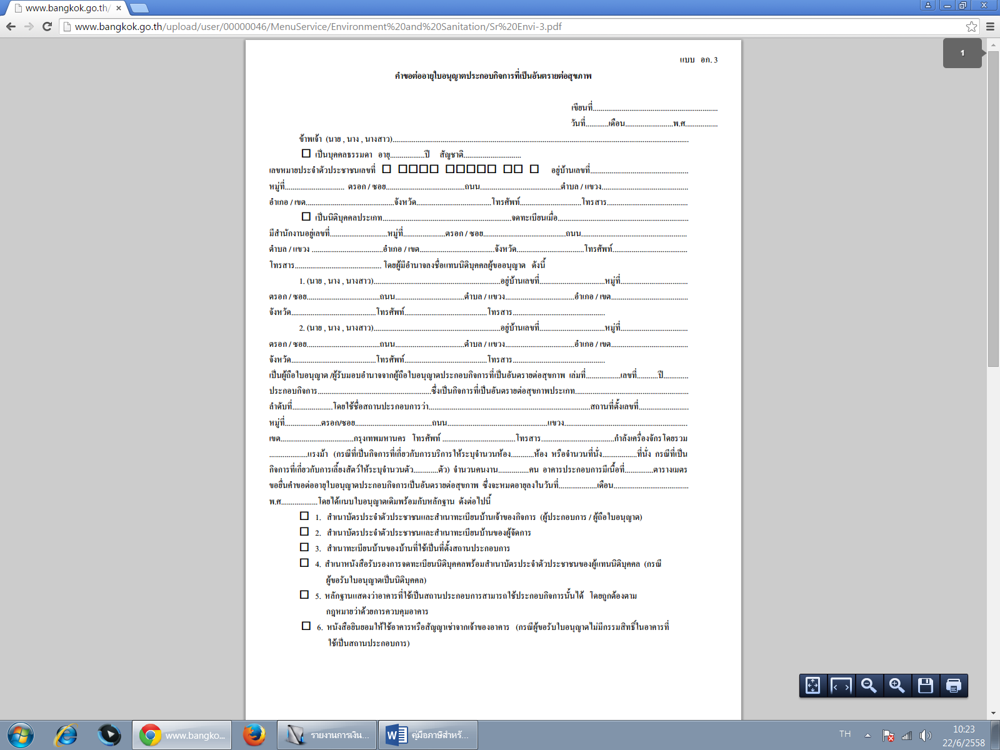 www.bangkok.go.th/
www.bangkok.go.th/upload/user/00000046/MenuService/Environment%20and%20Sanitation/Sr%20Envi-3.pdf
1
แบบ อภ. 3
คำขอต่ออายุใบอนุญาตประกอบกิจการที่เป็นอันตรายต่อสุขภาพ
เขียนที่................................................................
วันที่............เดือน.........................พ.ศ.................
ข้าพเจ้า (นาย , นาง , นางสาว)..........................................................................................................................................................
☐ เป็นบุคคลธรรมดา อายุ..................ปี สัญชาติ..............................
เลขหมายประจำตัวประชาชนเลขที่ ☐ ☐☐☐☐ ☐☐☐☐☐ ☐☐ ☐ อยู่บ้านเลขที่...................................................
หมู่ที่............................... ตรอก / ซอย.........................................ถนน..........................................ตำบล / แขวง.............................................
อำเภอ / เขต..............................................จังหวัด.......................................โทรศัพท์................................โทรสาร..........................................
☐ เป็นนิติบุคคลประเภท...................................................................จดทะเบียนเมื่อ....................................................................
มีสำนักงานอยู่เลขที่..............................หมู่ที่......................ตรอก / ซอย...........................................ถนน.......................................................
ตำบล / แขวง .....................................อำเภอ / เขต.......................................จังหวัด...................................โทรศัพท์.......................................
โทรสาร............................................. โดยผู้มีอำนาจลงชื่อแทนนิติบุคคลผู้ขออนุญาต ดังนี้
1. (นาย , นาง , นางสาว)..................................................................อยู่บ้านเลขที่..................................หมู่ที่...................................
ตรอก / ซอย......................................ถนน....................................ตำบล / แขวง....................................อำเภอ / เขต........................................
จังหวัด............................................โทรศัพท์...........................................โทรสาร................................................
2. (นาย , นาง , นางสาว)..................................................................อยู่บ้านเลขที่..................................หมู่ที่...................................
ตรอก / ซอย......................................ถนน....................................ตำบล / แขวง....................................อำเภอ / เขต........................................
จังหวัด............................................โทรศัพท์...........................................โทรสาร................................................
เป็นผู้ถือใบอนุญาต /ผู้รับมอบอำนาจจากผู้ถือใบอนุญาตประกอบกิจการที่เป็นอันตรายต่อสุขภาพ เล่มที่..................เลขที่...........ปี.............
ประกอบกิจการ...........................................................ซึ่งเป็นกิจการที่เป็นอันตรายต่อสุขภาพประเภท...........................................................
ลำดับที่.....................โดยใช้ชื่อสถานปะรกอบการว่า....................................................................................สถานที่ตั้งเลขที่..........................
หมู่ที่...................ตรอก/ซอย........................................ถนน....................................................แขวง................................................................
เขต......................................กรุงเทพมหานคร โทรศัพท์ ......................................โทรสาร......................................กำลังเครื่องจักรโดยรวม
....................แรงม้า (กรณีที่เป็นกิจการที่เกี่ยวกับการบริการให้ระบุจำนวนห้อง............ห้อง หรือจำนวนที่นั่ง..................ที่นั่ง กรณีที่เป็น
กิจการที่เกี่ยวกับการเลี้ยงสัตว์ให้ระบุจำนวนตัว.............ตัว) จำนวนคนงาน................คน อาคารประกอบการมีเนื้อที่...............ตารางเมตร
ขอยื่นคำขอต่ออายุใบอนุญาตประกอบกิจการเป็นอันตรายต่อสุขภาพ ซึ่งจะหมดอายุลงในวันที่....................เดือน.......................................
พ.ศ...................โดยได้แนบใบอนุญาตเดิมพร้อมกับหลักฐาน ดังต่อไปนี้
☐ 1. สำเนาบัตรประจำตัวประชาชนและสำเนาทะเบียนบ้านเจ้าของกิจการ (ผู้ประกอบการ / ผู้ถือใบอนุญาต)
☐ 2. สำเนาบัตรประจำตัวประชาชนและสำเนาทะเบียนบ้านของผู้จัดการ
☐ 3. สำเนาทะเบียนบ้านของบ้านที่ใช้เป็นที่ตั้งสถานประกอบการ
☐ 4. สำเนาหนังสือรับรองการจดทะเบียนนิติบุคคลพร้อมสำเนาบัตรประจำตัวประชาชนของผู้แทนนิติบุคคล (กรณี
ผู้ขอรับใบอนุญาตเป็นนิติบุคคล)
☐ 5. หลักฐานแสดงว่าอาคารที่ใช้เป็นสถานประกอบการสามารถใช้ประกอบกิจการนั้นได้ โดยถูกต้องตาม
กฎหมายว่าด้วยการควบคุมอาคาร
☐ 6. หนังสือยินยอมให้ใช้อาคารหรือสัญญาเช่าจากเจ้าของอาคาร (กรณีผู้ขอรับใบอนุญาตไม่มีกรรมสิทธิ์ในอาคารที่
ใช้เป็นสถานประกอบการ)
www.bangko...
รายงานการเงิน...
คู่มือภาษีสำหรั...
TH
10:23
22/6/2558